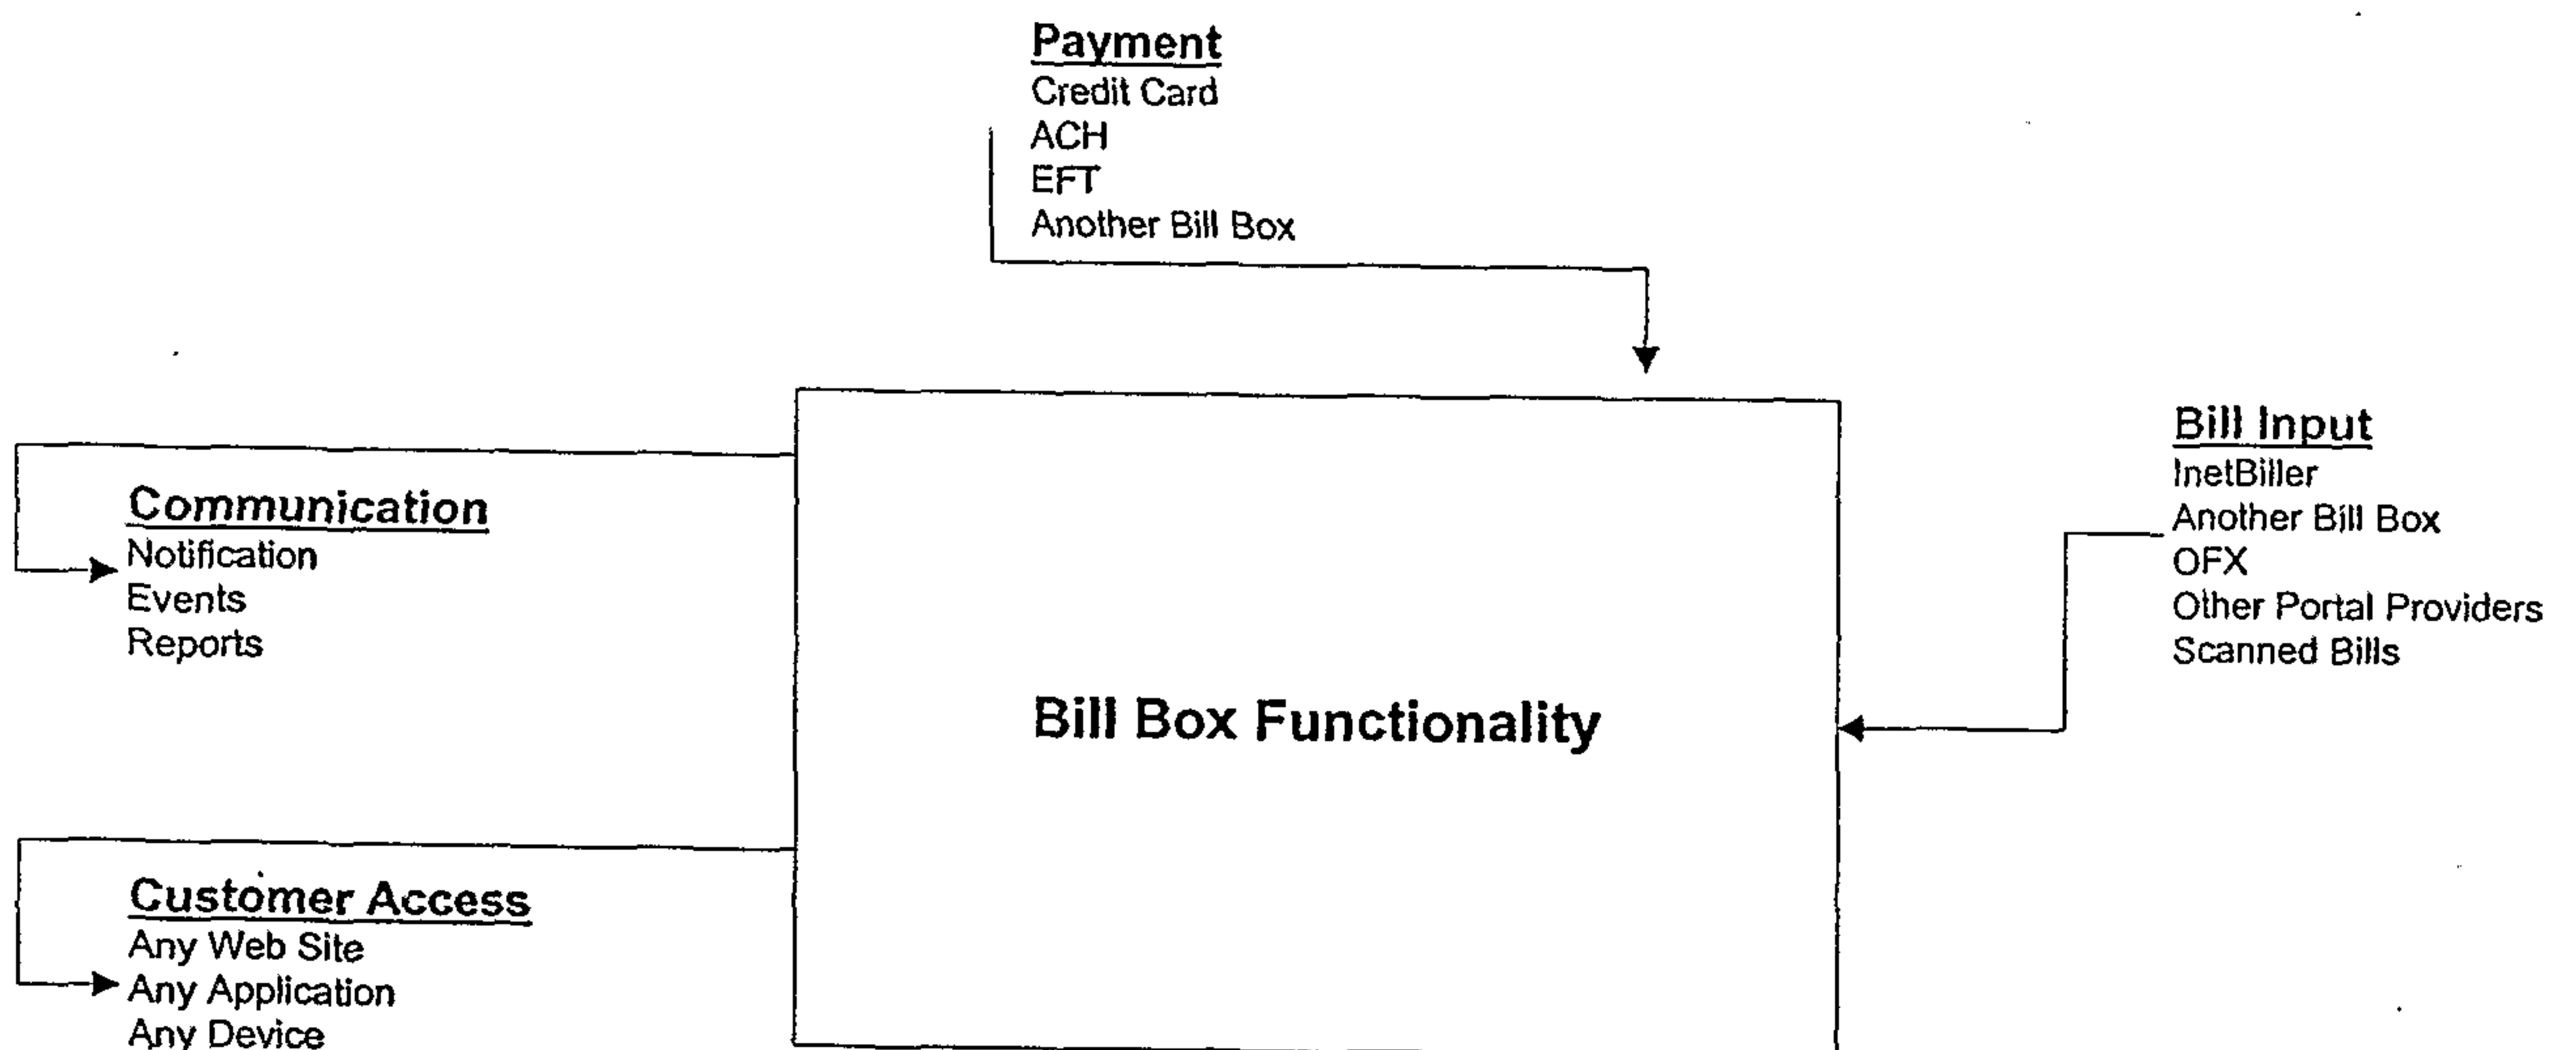 Payment
Credit Card
ACH
EFT
Another Bill Box
Communication
Notification
Events
Reports
Bill Input
InetBiller
Another Bill Box
OFX
Other Portal Providers
Scanned Bills
Bill Box Functionality
Customer Access
Any Web Site
Any Application
Any Device